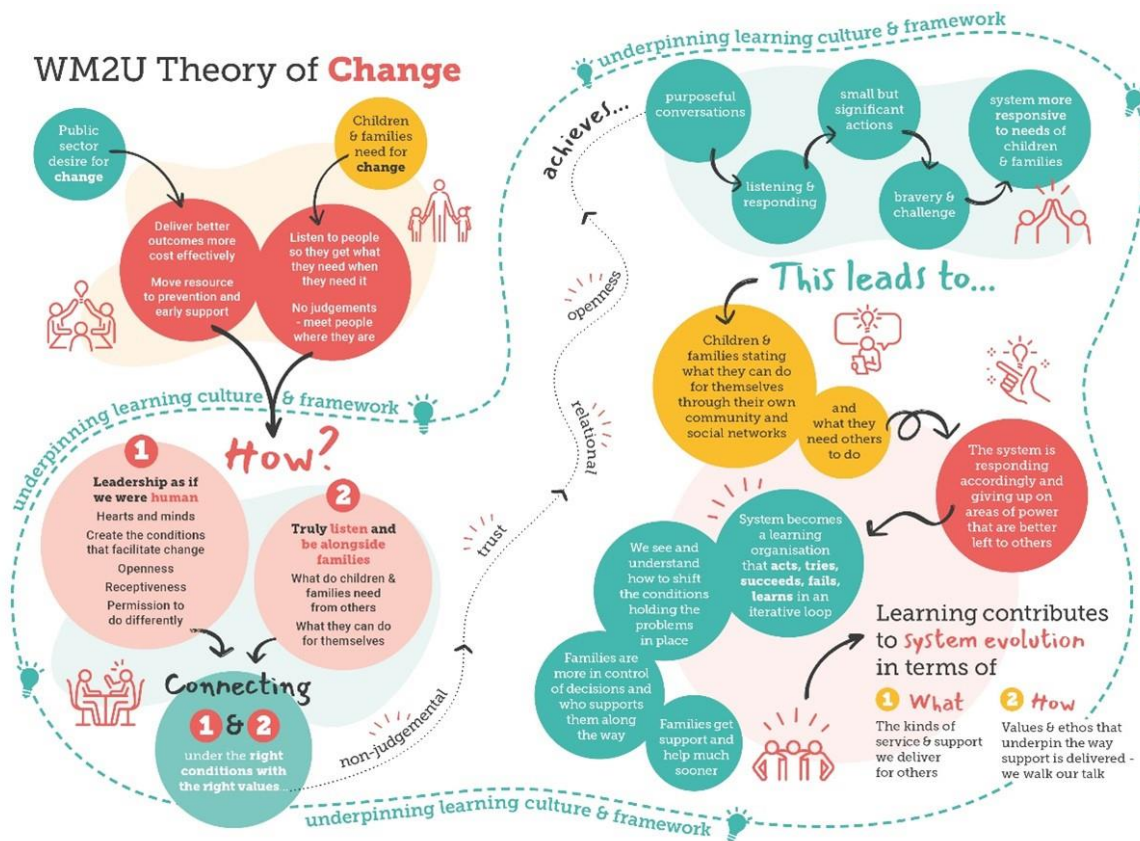 WM2U Theory of Change
Public
sector
desire for
change
Children
& families
need for
change
Deliver better
outcomes more
cost effectively
Move resource
to prevention and
early support
Listen to people
so they get what
they need when
they need it
No judgements
- meet people
where they are
underpinning learning culture & framework
How?
1
Leadership as if
we were human
Hearts and minds
Create the conditions
that facilitate change
Openness
Receptiveness
Permission to
do differently
2
Truly listen and
be alongside
families
What do children &
families need
from others
What they can do
for themselves
Connecting
1 & 2
under the right
conditions with
the right values...
non-judgemental
trust
relational
openness
achieves...
underpinning learning culture & framework
purposeful
conversations
listening &
responding
small but
significant
actions
bravery &
challenge
system more
responsive
to needs of
children
& families
This leads to...
Children &
families stating
what they can do
for themselves
through their own
community and
social networks
and
what they
need others
to do
The system is
responding
accordingly and
giving up on
areas of power
that are better
left to others
System becomes
a learning
organisation
that acts, tries,
succeeds, fails,
learns in an
iterative loop
We see and
understand
how to shift
the conditions
holding the
problems
in place
Families are
more in control
of decisions and
who supports
them along
the way
Families get
support and
help much
sooner
Learning contributes
to system evolution
in terms of
1 What
The kinds of
service & support
we deliver
for others
2 How
Values & ethos that
underpin the way
support is delivered -
we walk our talk
underpinning learning culture & framework